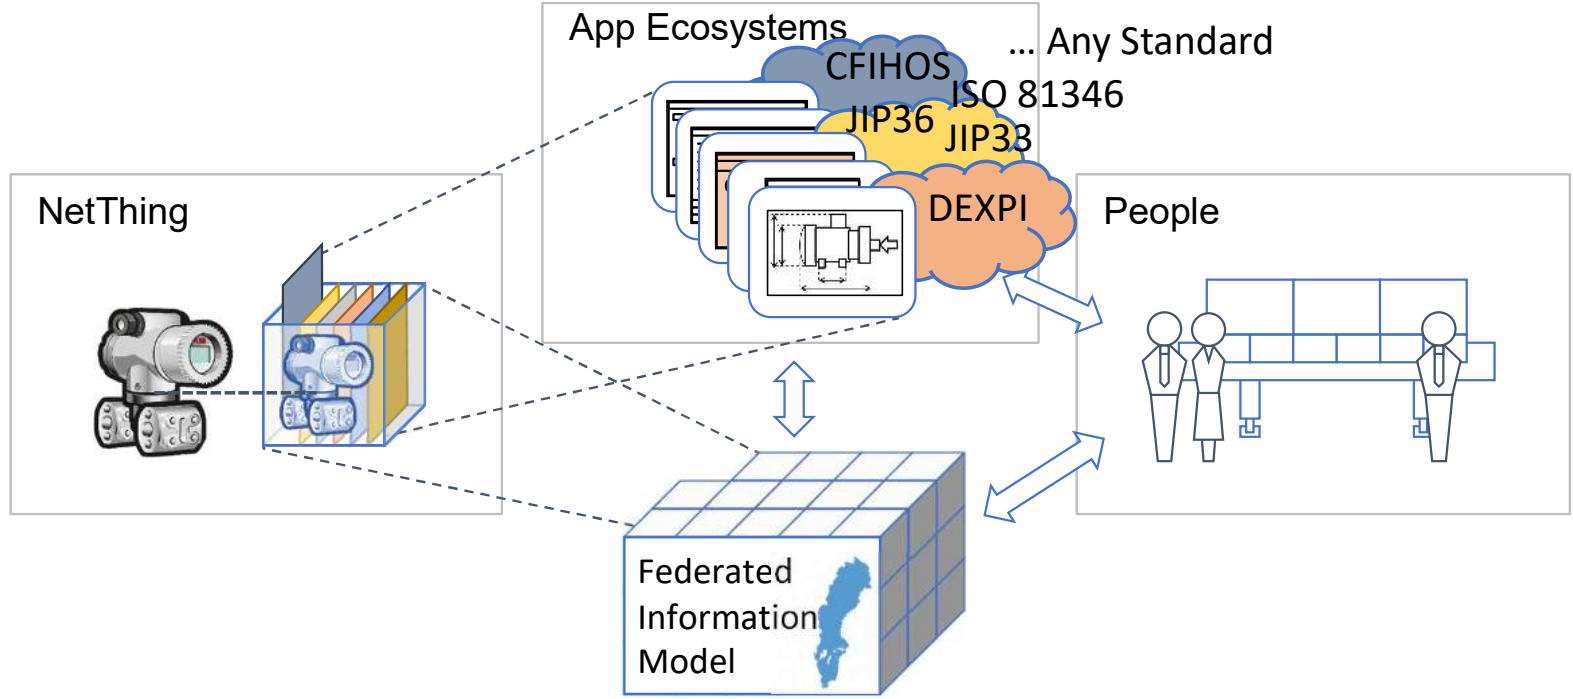 App Ecosystems
... Any Standard
CFIHOS
ISO 81346
JIP36
JIP33
NetThing
DEXPI
People
Federated
Information
Model